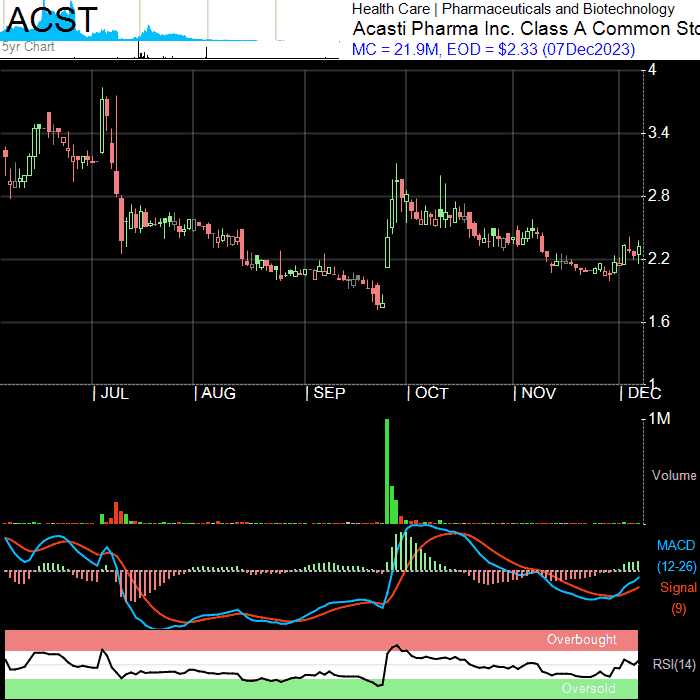 ACST
5yr Chart
Health Care | Pharmaceuticals and Biotechnology
Acasti Pharma Inc. Class A Common Sto
MC = 21.9M, EOD = $2.33 (07Dec2023)
4
3.4
2.8
2.2
1.6
1
| JUL | AUG | SEP | OCT | NOV | DEC
1M
Volume
MACD
(12-26)
Signal
(9)
Overbought
RSI(14)
Oversold